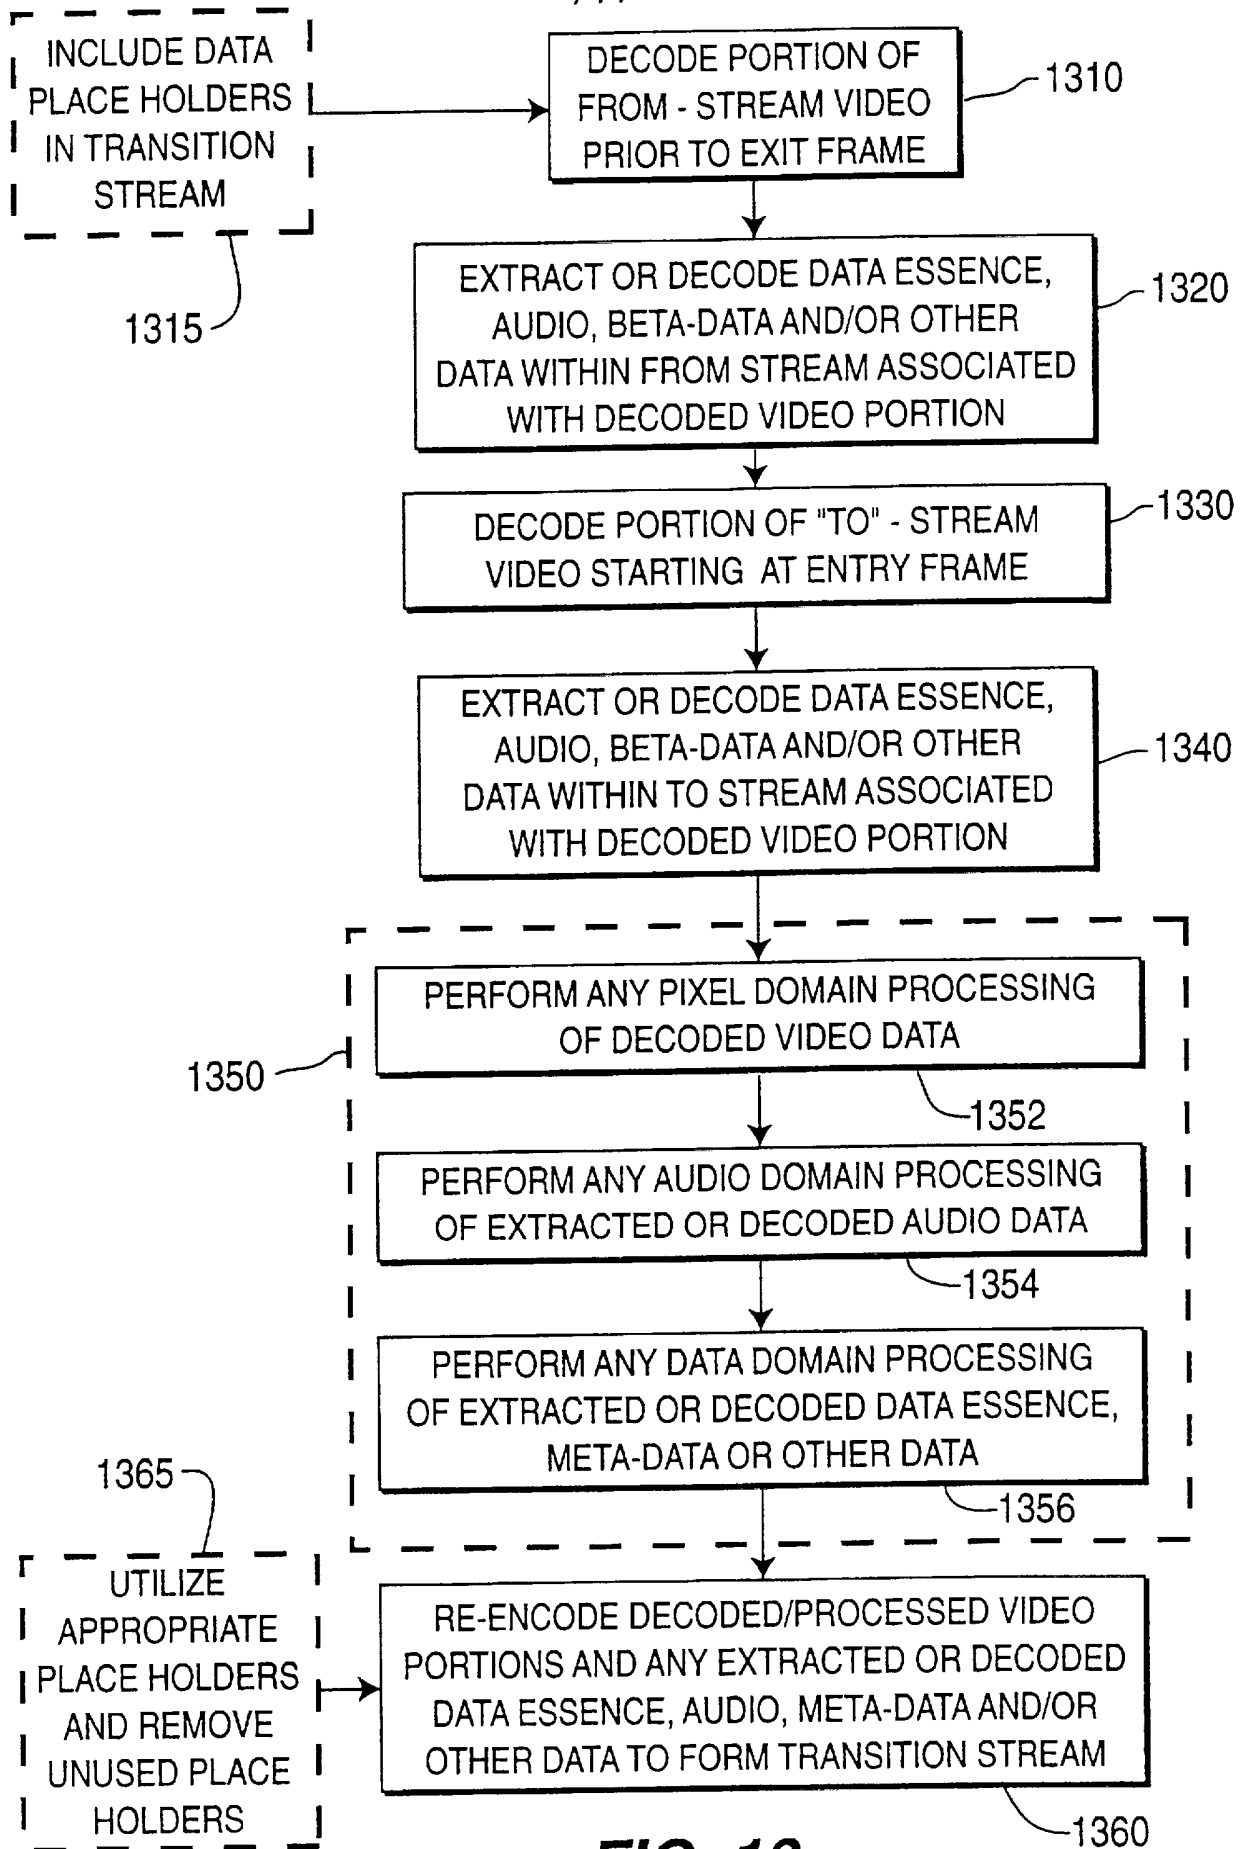 INCLUDE DATA
PLACE HOLDERS
IN TRANSITION
STREAM
1315
DECODE PORTION OF
FROM - STREAM VIDEO
PRIOR TO EXIT FRAME
1310
EXTRACT OR DECODE DATA ESSENCE,
AUDIO, BETA-DATA AND/OR OTHER
DATA WITHIN FROM STREAM ASSOCIATED
WITH DECODED VIDEO PORTION
1320
DECODE PORTION OF "TO" - STREAM
VIDEO STARTING AT ENTRY FRAME
1330
EXTRACT OR DECODE DATA ESSENCE,
AUDIO, BETA-DATA AND/OR OTHER
DATA WITHIN TO STREAM ASSOCIATED
WITH DECODED VIDEO PORTION
1340
1350
PERFORM ANY PIXEL DOMAIN PROCESSING
OF DECODED VIDEO DATA
1352
PERFORM ANY AUDIO DOMAIN PROCESSING
OF EXTRACTED OR DECODED AUDIO DATA
1354
PERFORM ANY DATA DOMAIN PROCESSING
OF EXTRACTED OR DECODED DATA ESSENCE,
META-DATA OR OTHER DATA
1356
1365
UTILIZE
APPROPRIATE
PLACE HOLDERS
AND REMOVE
UNUSED PLACE
HOLDERS
RE-ENCODE DECODED/PROCESSED VIDEO
PORTIONS AND ANY EXTRACTED OR DECODED
DATA ESSENCE, AUDIO, META-DATA AND/OR
OTHER DATA TO FORM TRANSITION STREAM
1360